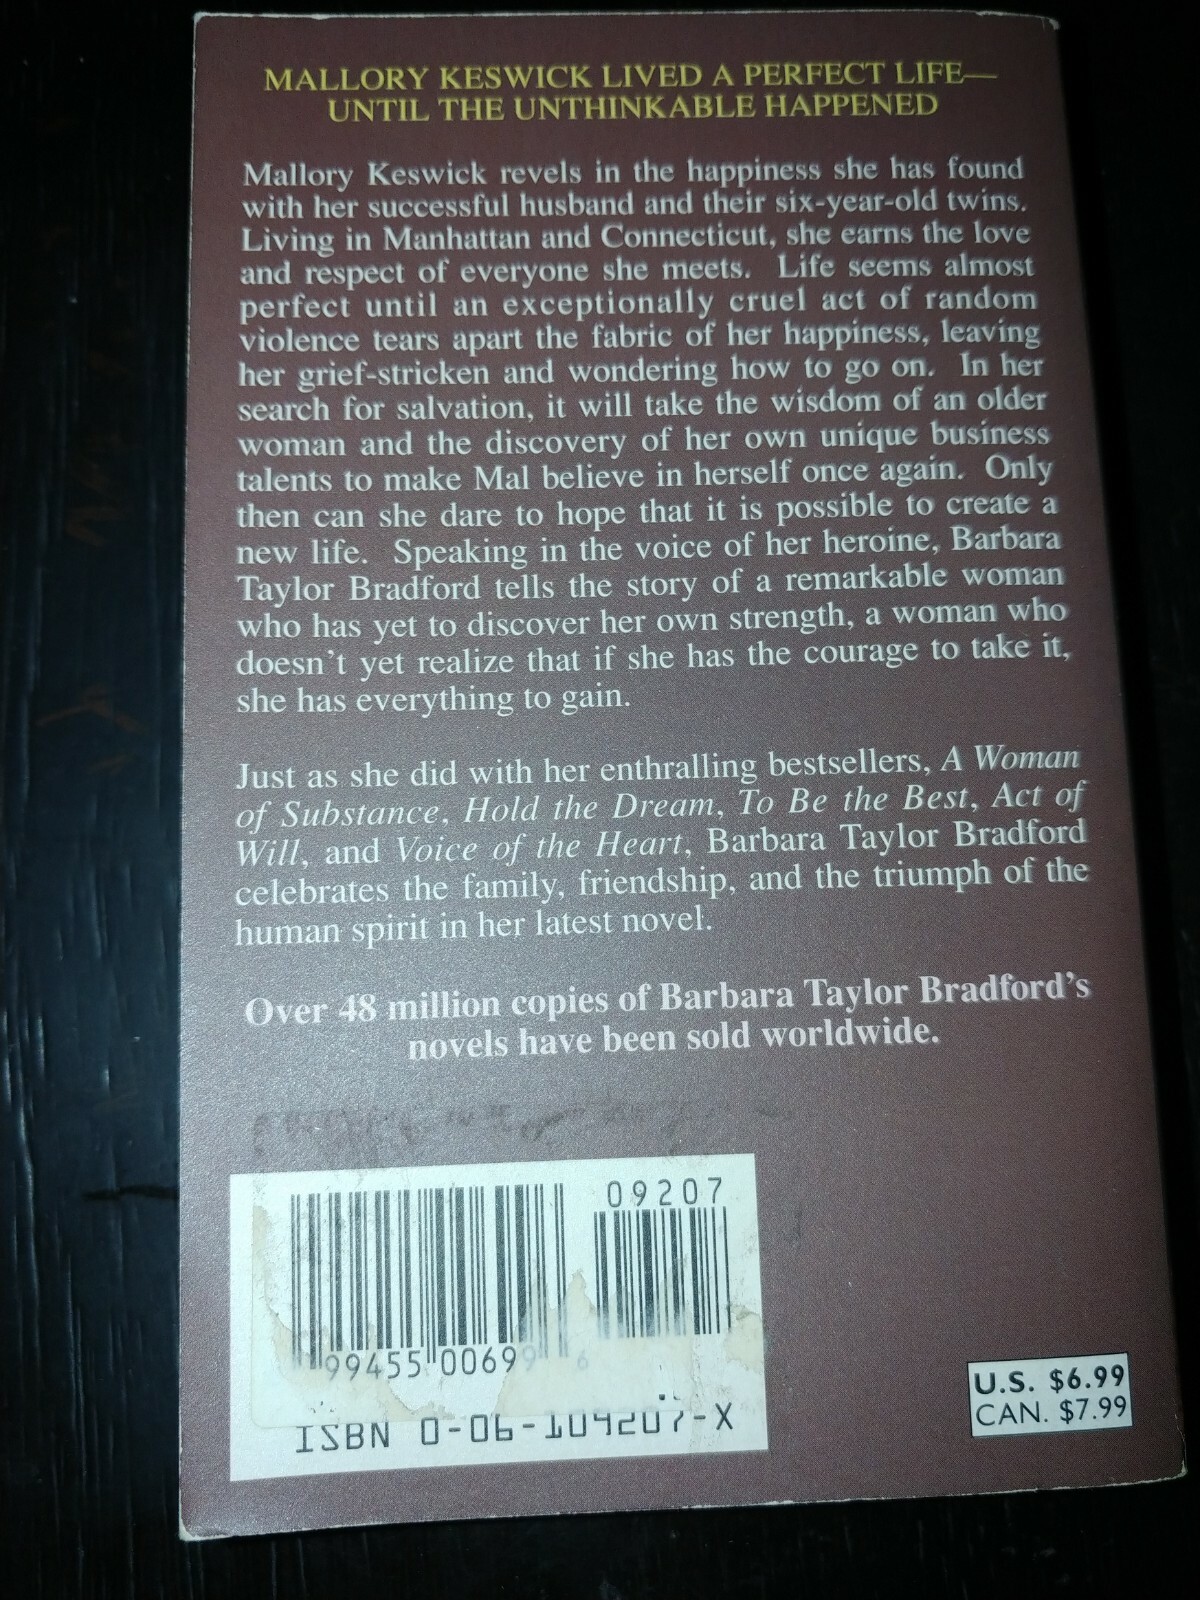 MALLORY KESWICK LIVED A PERFECT LIFE—
UNTIL THE UNTHINKABLE HAPPENED
Mallory Keswick revels in the happiness she has found
with her successful husband and their six-year-old twins.
Living in Manhattan and Connecticut, she earns the love
and respect of everyone she meets. Life seems almost
perfect until an exceptionally cruel act of random
violence tears apart the fabric of her happiness, leaving
her grief-stricken and wondering how to go on. In her
search for salvation, it will take the wisdom of an older
woman and the discovery of her own unique business
talents to make Mal believe in herself once again. Only
then can she dare to hope that it is possible to create a
new life. Speaking in the voice of her heroine, Barbara
Taylor Bradford tells the story of a remarkable woman
who has yet to discover her own strength, a woman who
doesn't yet realize that if she has the courage to take it,
she has everything to gain.
Just as she did with her enthralling bestsellers, A Woman
of Substance, Hold the Dream, To Be the Best, Act of
Will, and Voice of the Heart, Barbara Taylor Bradford
celebrates the family, friendship, and the triumph of the
human spirit in her latest novel.
Over 48 million copies of Barbara Taylor Bradford's
novels have been sold worldwide.
09207
99455 00699 6
ISBN 0-06-109207-X
U.S. $6.99
CAN. $7.99